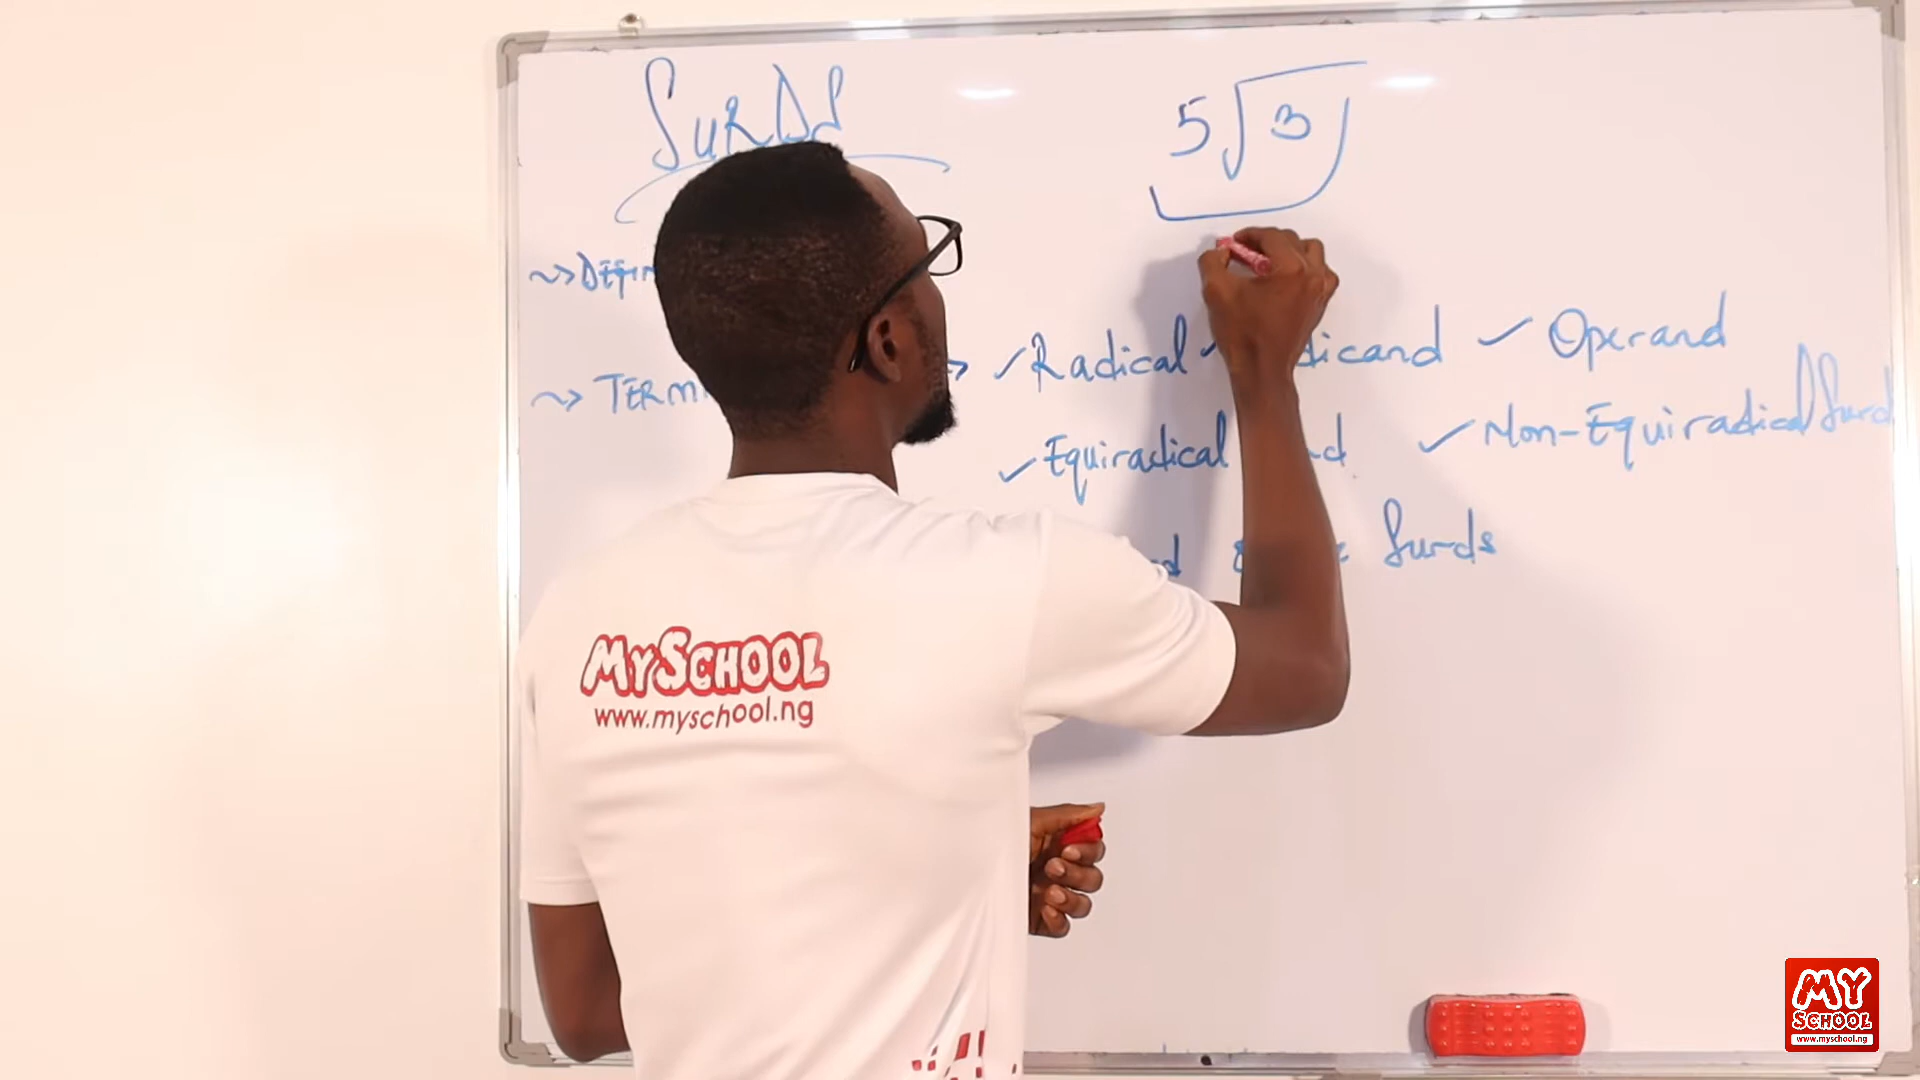 SURDS
5√3
~> DEFIN
~> TERM
✓ Radical ✓ dicand ✓ Operand
✓ Equiradical d ✓ Non-Equiradical Surd
d Surds
MYSCHOOL
www.myschool.ng
MY
SCHOOL
www.myschool.ng